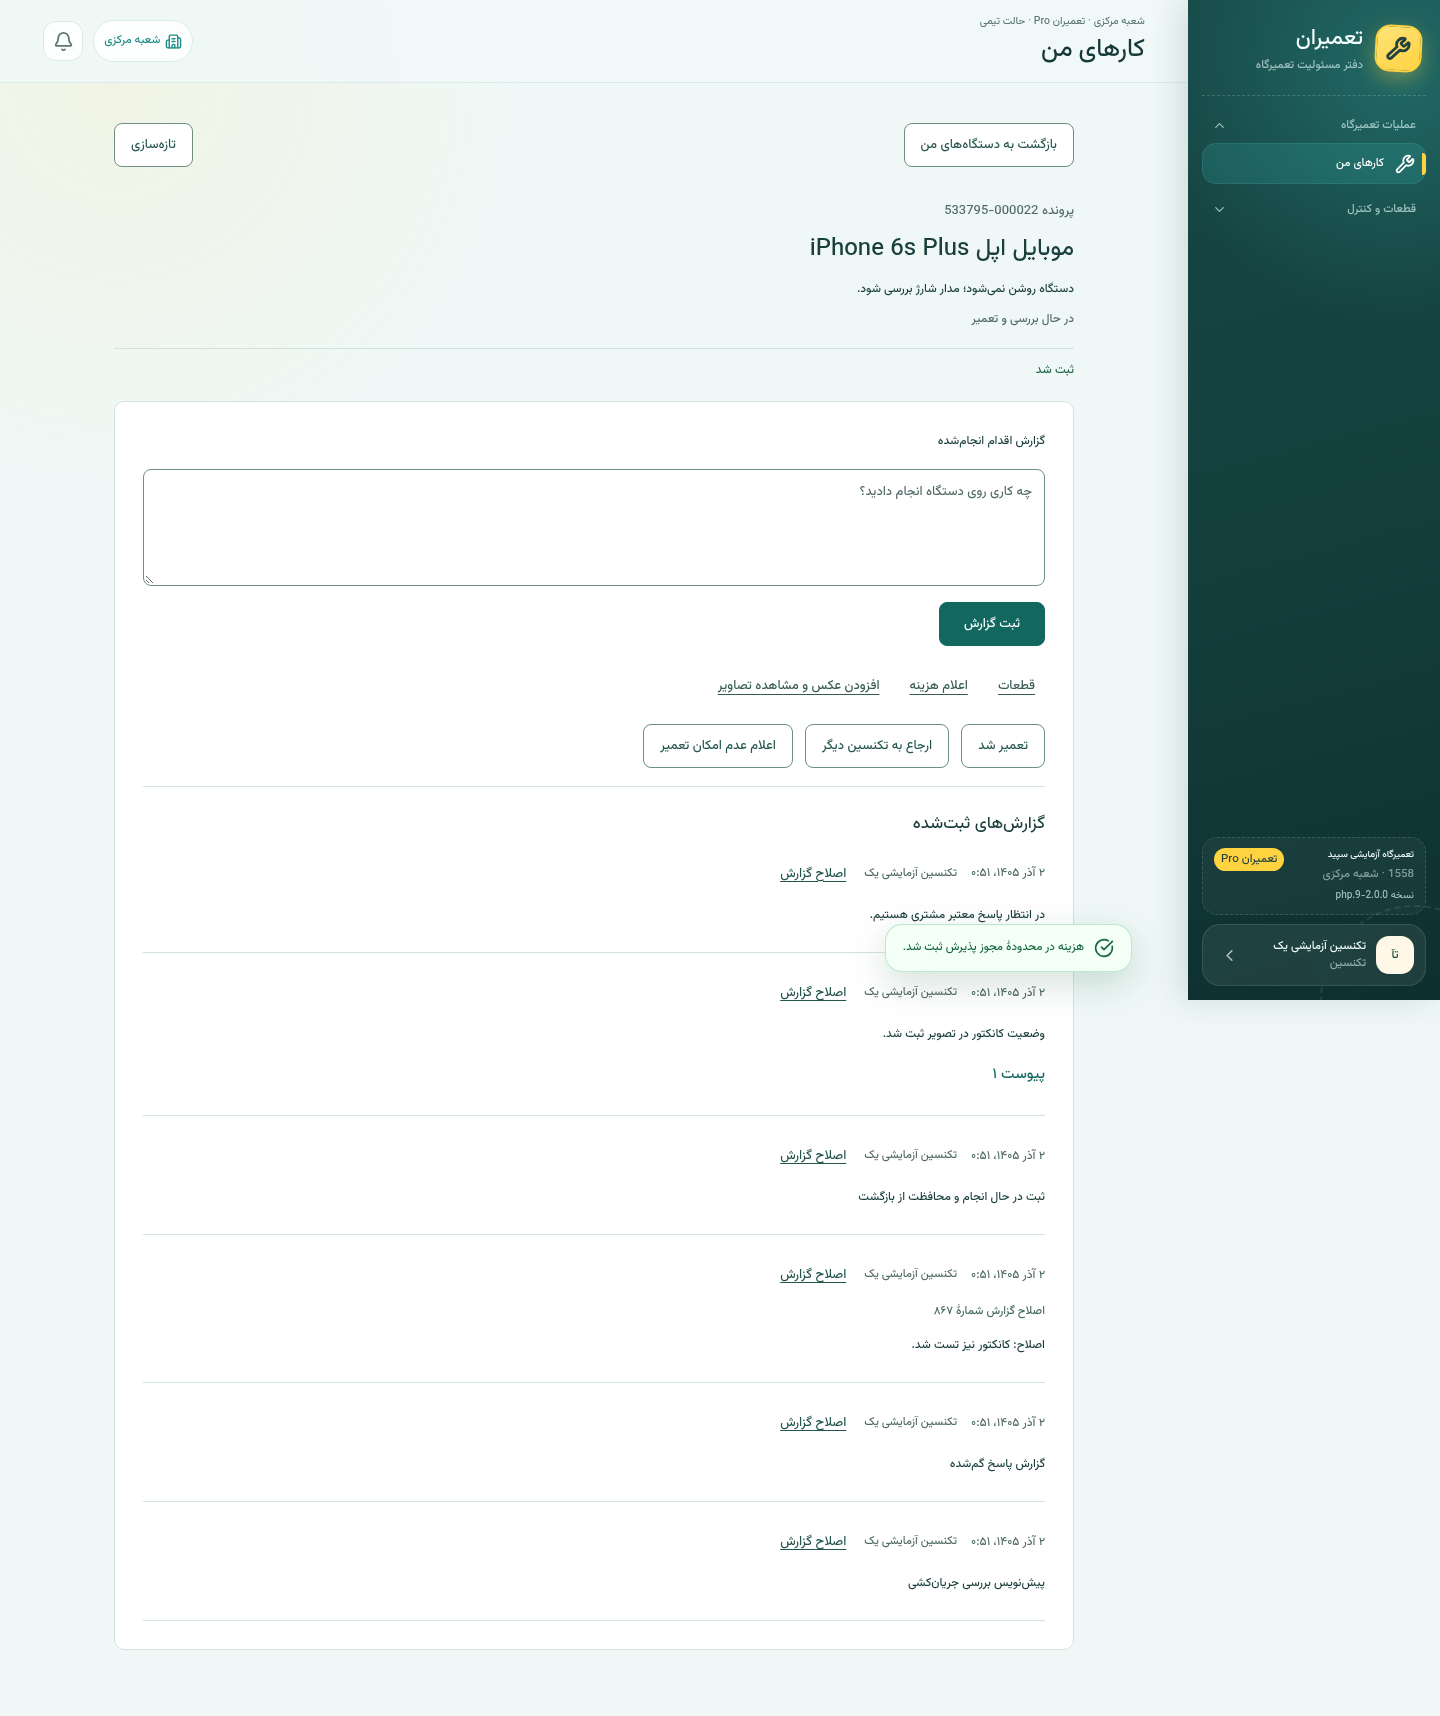 تعمیران
دفتر مسئولیت تعمیرگاه
عملیات تعمیرگاه
کارهای من
قطعات و کنترل
تعمیرگاه آزمایشی سپید
1558 · شعبه مرکزی
نسخه php.9-2.0.0
تعمیران Pro
تآ
تکنسین آزمایشی یک
تکنسین
شعبه مرکزی · تعمیران Pro · حالت تیمی
کارهای من
شعبه مرکزی
بازگشت به دستگاه‌های من
تازه‌سازی
پرونده 000022-533795
موبایل اپل iPhone 6s Plus
دستگاه روشن نمی‌شود؛ مدار شارژ بررسی شود.
در حال بررسی و تعمیر
ثبت شد
گزارش اقدام انجام‌شده
چه کاری روی دستگاه انجام دادید؟
ثبت گزارش
قطعات اعلام هزینه افزودن عکس و مشاهده تصاویر
تعمیر شد ارجاع به تکنسین دیگر اعلام عدم امکان تعمیر
گزارش‌های ثبت‌شده
۲ آذر ۱۴۰۵، ۰:۵۱ تکنسین آزمایشی یک اصلاح گزارش
در انتظار پاسخ معتبر مشتری هستیم.
هزینه در محدودهٔ مجوز پذیرش ثبت شد.
۲ آذر ۱۴۰۵، ۰:۵۱ تکنسین آزمایشی یک اصلاح گزارش
وضعیت کانکتور در تصویر ثبت شد.
پیوست ۱
۲ آذر ۱۴۰۵، ۰:۵۱ تکنسین آزمایشی یک اصلاح گزارش
ثبت در حال انجام و محافظت از بازگشت
۲ آذر ۱۴۰۵، ۰:۵۱ تکنسین آزمایشی یک اصلاح گزارش
اصلاح گزارش شمارهٔ ۸۶۷
اصلاح: کانکتور نیز تست شد.
۲ آذر ۱۴۰۵، ۰:۵۱ تکنسین آزمایشی یک اصلاح گزارش
گزارش پاسخ گم‌شده
۲ آذر ۱۴۰۵، ۰:۵۱ تکنسین آزمایشی یک اصلاح گزارش
پیش‌نویس بررسی جریان‌کشی